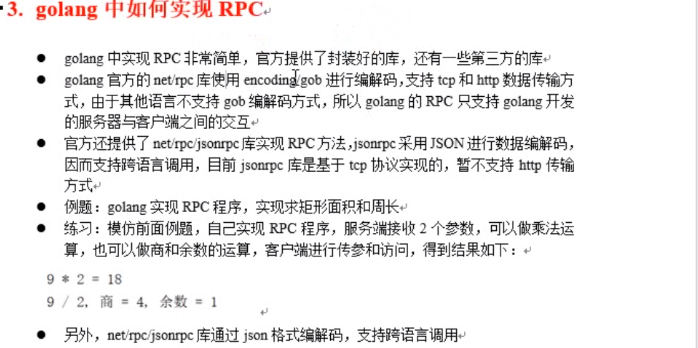 3. golang 中如何实现 RPC
● golang 中实现 RPC 非常简单，官方提供了封装好的库，还有一些第三方的库
● golang 官方的 net/rpc 库使用 encoding/gob 进行编解码，支持 tcp 和 http 数据传输方
式，由于其他语言不支持 gob 编解码方式，所以 golang 的 RPC 只支持 golang 开发
的服务器与客户端之间的交互
● 官方还提供了 net/rpc/jsonrpc 库实现 RPC 方法，jsonrpc 采用 JSON 进行数据编解码，
因而支持跨语言调用，目前 jsonrpc 库是基于 tcp 协议实现的，暂不支持 http 传输
方式
● 例题：golang 实现 RPC 程序，实现求矩形面积和周长
● 练习：模仿前面例题，自己实现 RPC 程序，服务端接收 2 个参数，可以做乘法运
算，也可以做商和余数的运算，客户端进行传参和访问，得到结果如下：
9 * 2 = 18
9 / 2, 商 = 4, 余数 = 1
● 另外，net/rpc/jsonrpc 库通过 json 格式编解码，支持跨语言调用